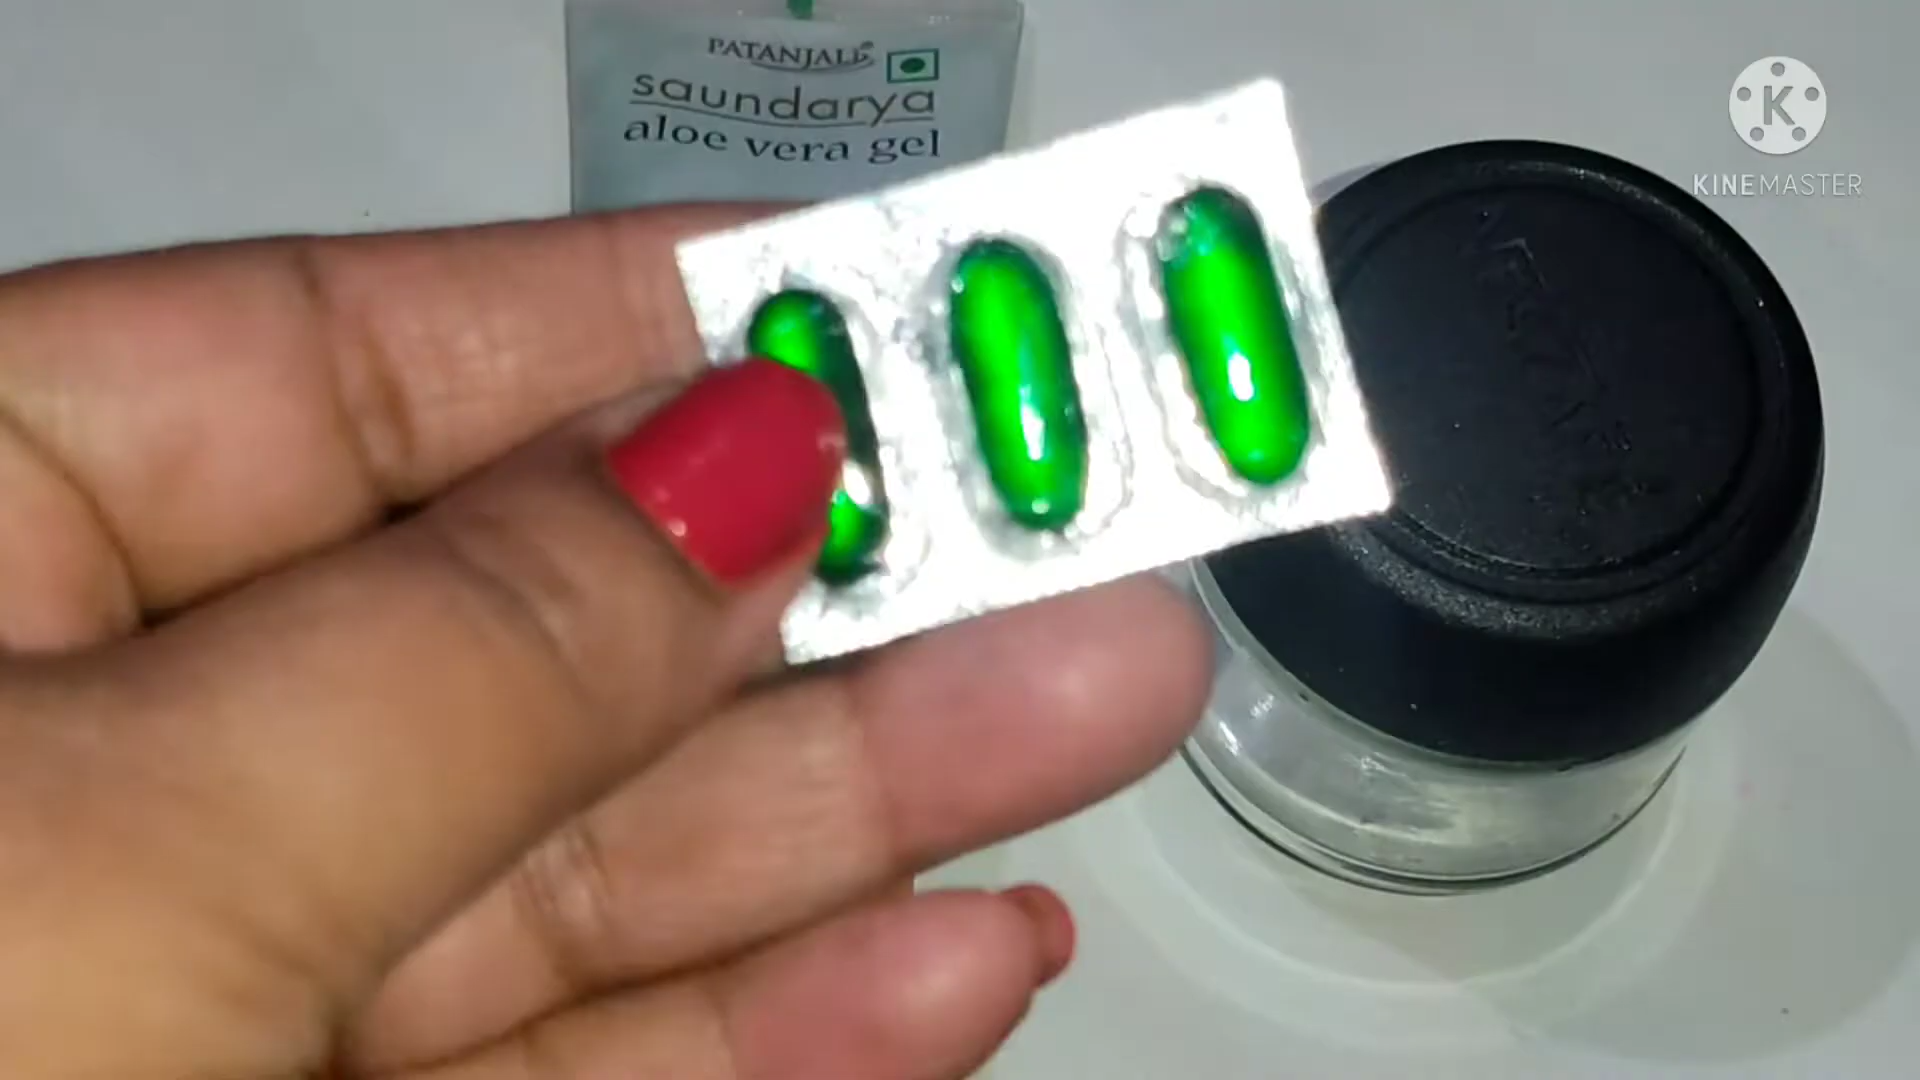 PATANJALI
saundarya
aloe vera gel
K
KINEMASTER